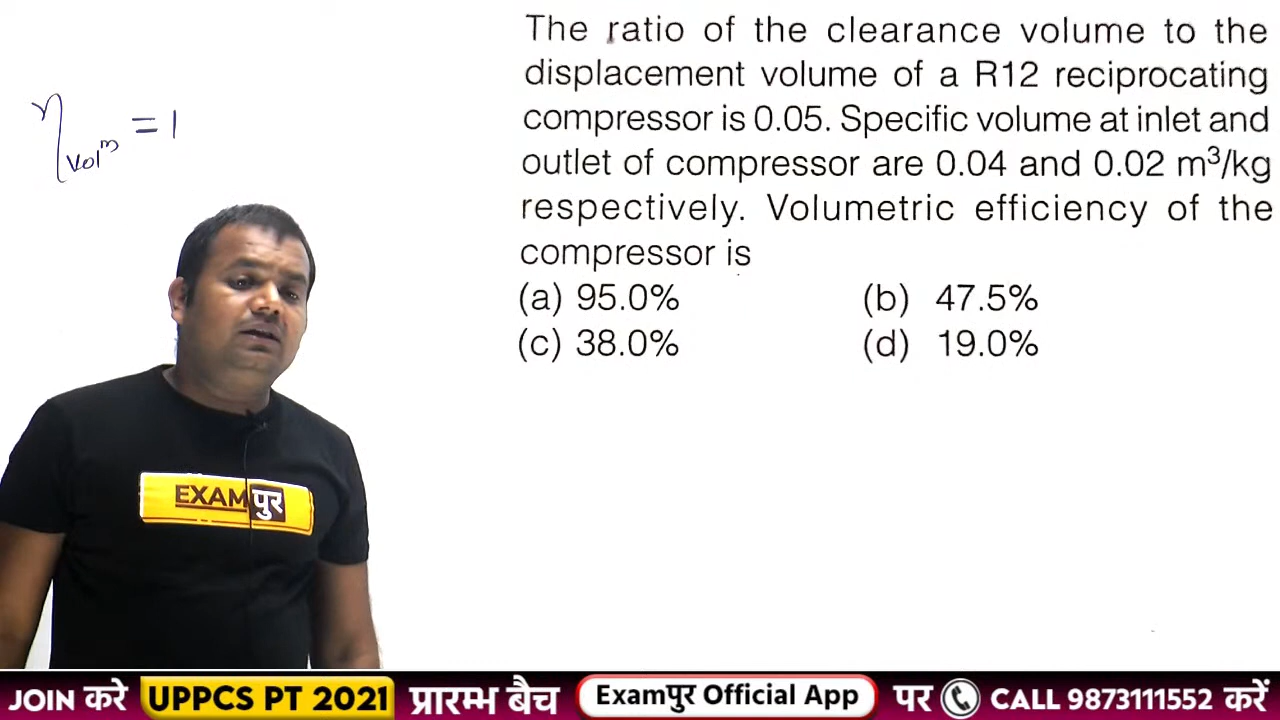 The ratio of the clearance volume to the
displacement volume of a R12 reciprocating
compressor is 0.05. Specific volume at inlet and
outlet of compressor are 0.04 and 0.02 m³/kg
respectively. Volumetric efficiency of the
compressor is
(a) 95.0% (b) 47.5%
(c) 38.0% (d) 19.0%
η volm = 1
EXAMपुर
JOIN करे UPPCS PT 2021 प्रारम्भ बैच Examपुर Official App पर CALL 9873111552 करें